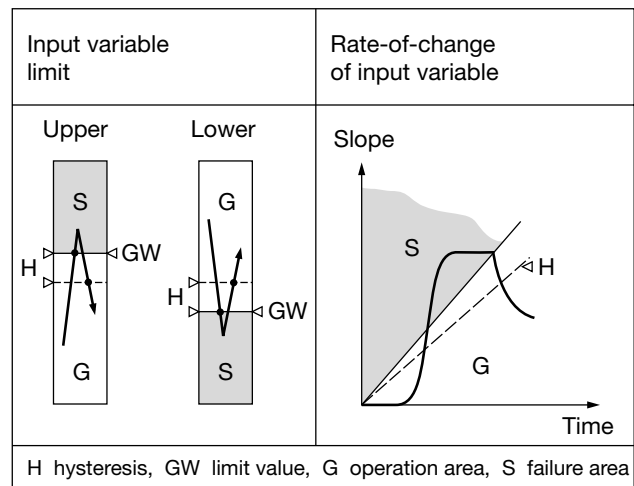 Input variable
limit
Rate-of-change
of input variable
Upper
Lower
S
G
H
GW
G
G
H
GW
S
Slope
S
H
G
Time
H hysteresis, GW limit value, G operation area, S failure area